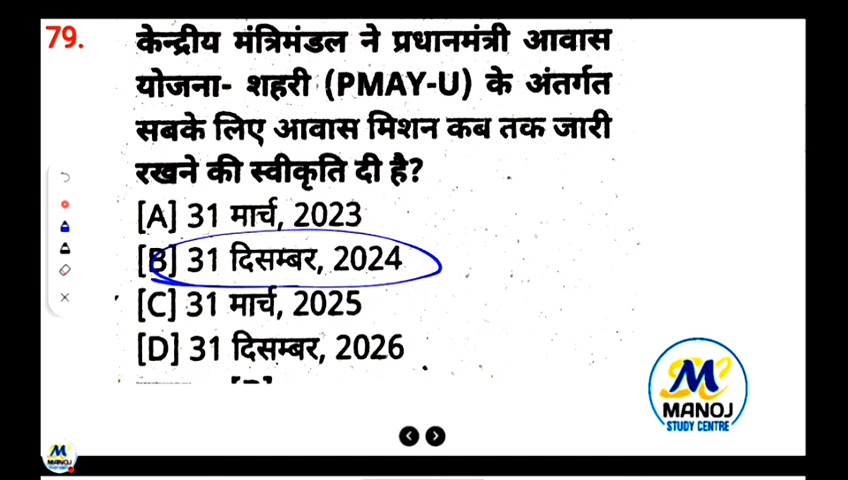 79. केन्द्रीय मंत्रिमंडल ने प्रधानमंत्री आवास
योजना- शहरी (PMAY-U) के अंतर्गत
सबके लिए आवास मिशन कब तक जारी
रखने की स्वीकृति दी है?
[A] 31 मार्च, 2023
[B] 31 दिसम्बर, 2024
[C] 31 मार्च, 2025
[D] 31 दिसम्बर, 2026
M
MANOJ
STUDY CENTRE
M
MANOJ